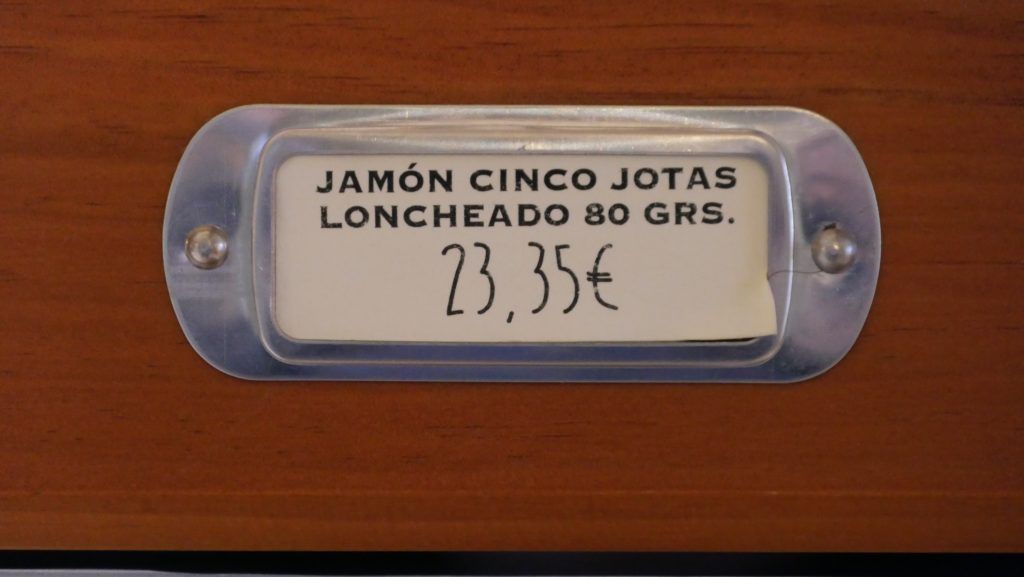 JAMÓN CINCO JOTAS
LONCHEADO 80 GRS.
23,35€